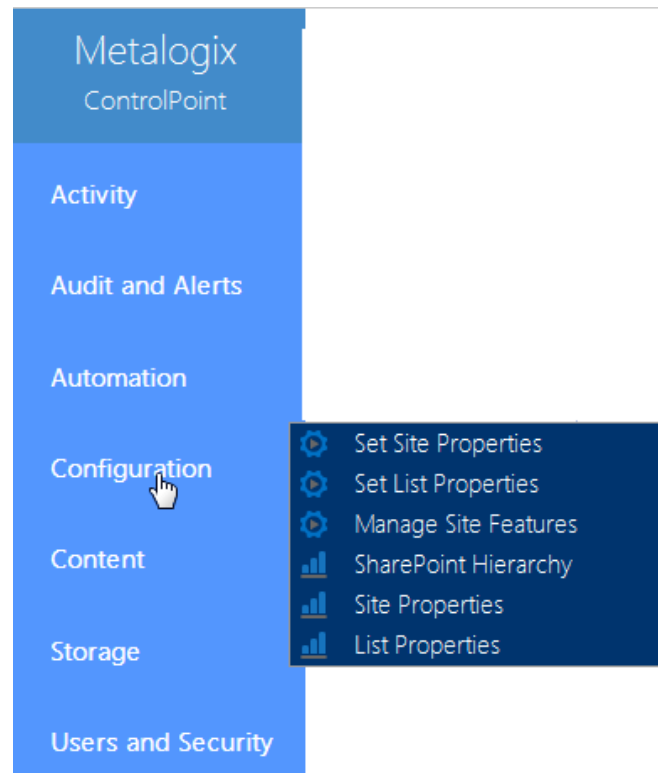 Metalogix
ControlPoint
Activity
Audit and Alerts
Automation
Configuration
Content
Storage
Users and Security
Set Site Properties
Set List Properties
Manage Site Features
SharePoint Hierarchy
Site Properties
List Properties